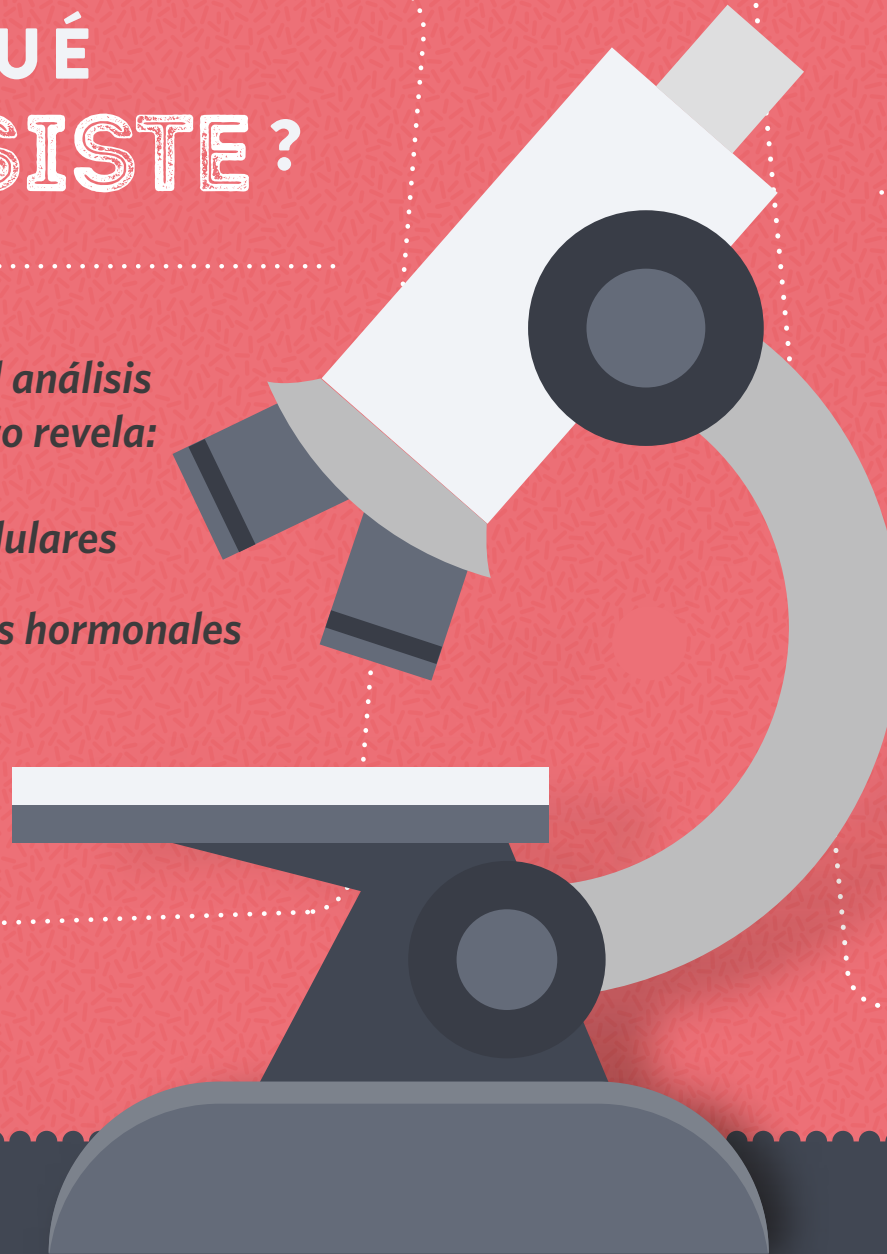 UÉ
SISTE?
l análisis
o revela:
lulares
s hormonales